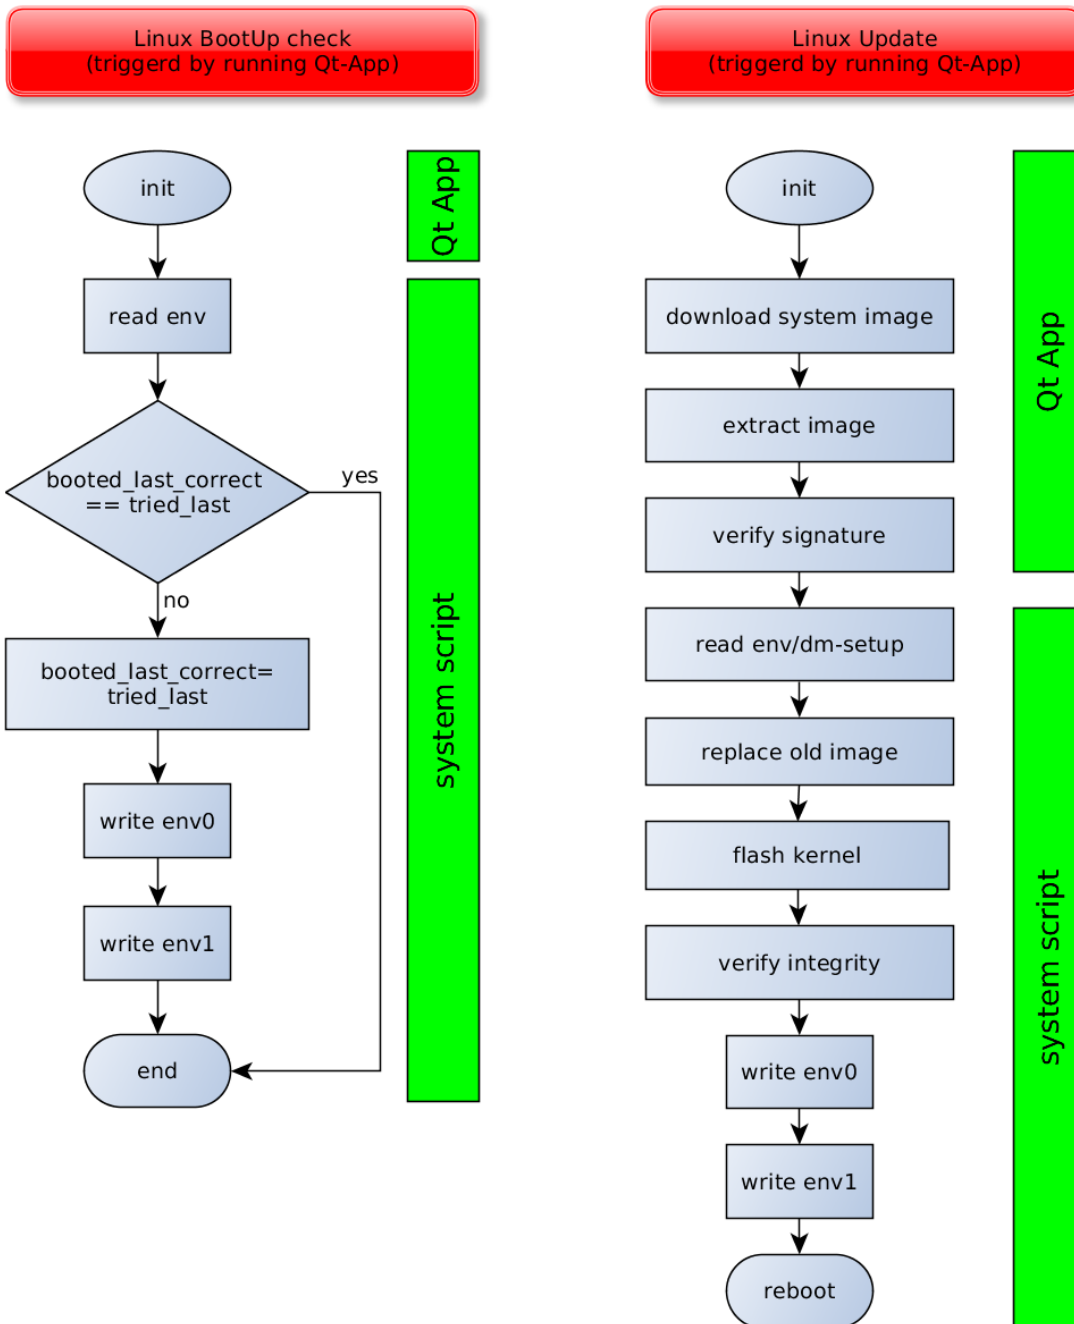 Linux BootUp check
(triggerd by running Qt-App)
init
Qt App
read env
booted_last_correct
== tried_last
yes
no
booted_last_correct=
tried_last
write env0
write env1
end
system script
Linux Update
(triggerd by running Qt-App)
init
download system image
extract image
verify signature
Qt App
read env/dm-setup
replace old image
flash kernel
verify integrity
write env0
write env1
reboot
system script